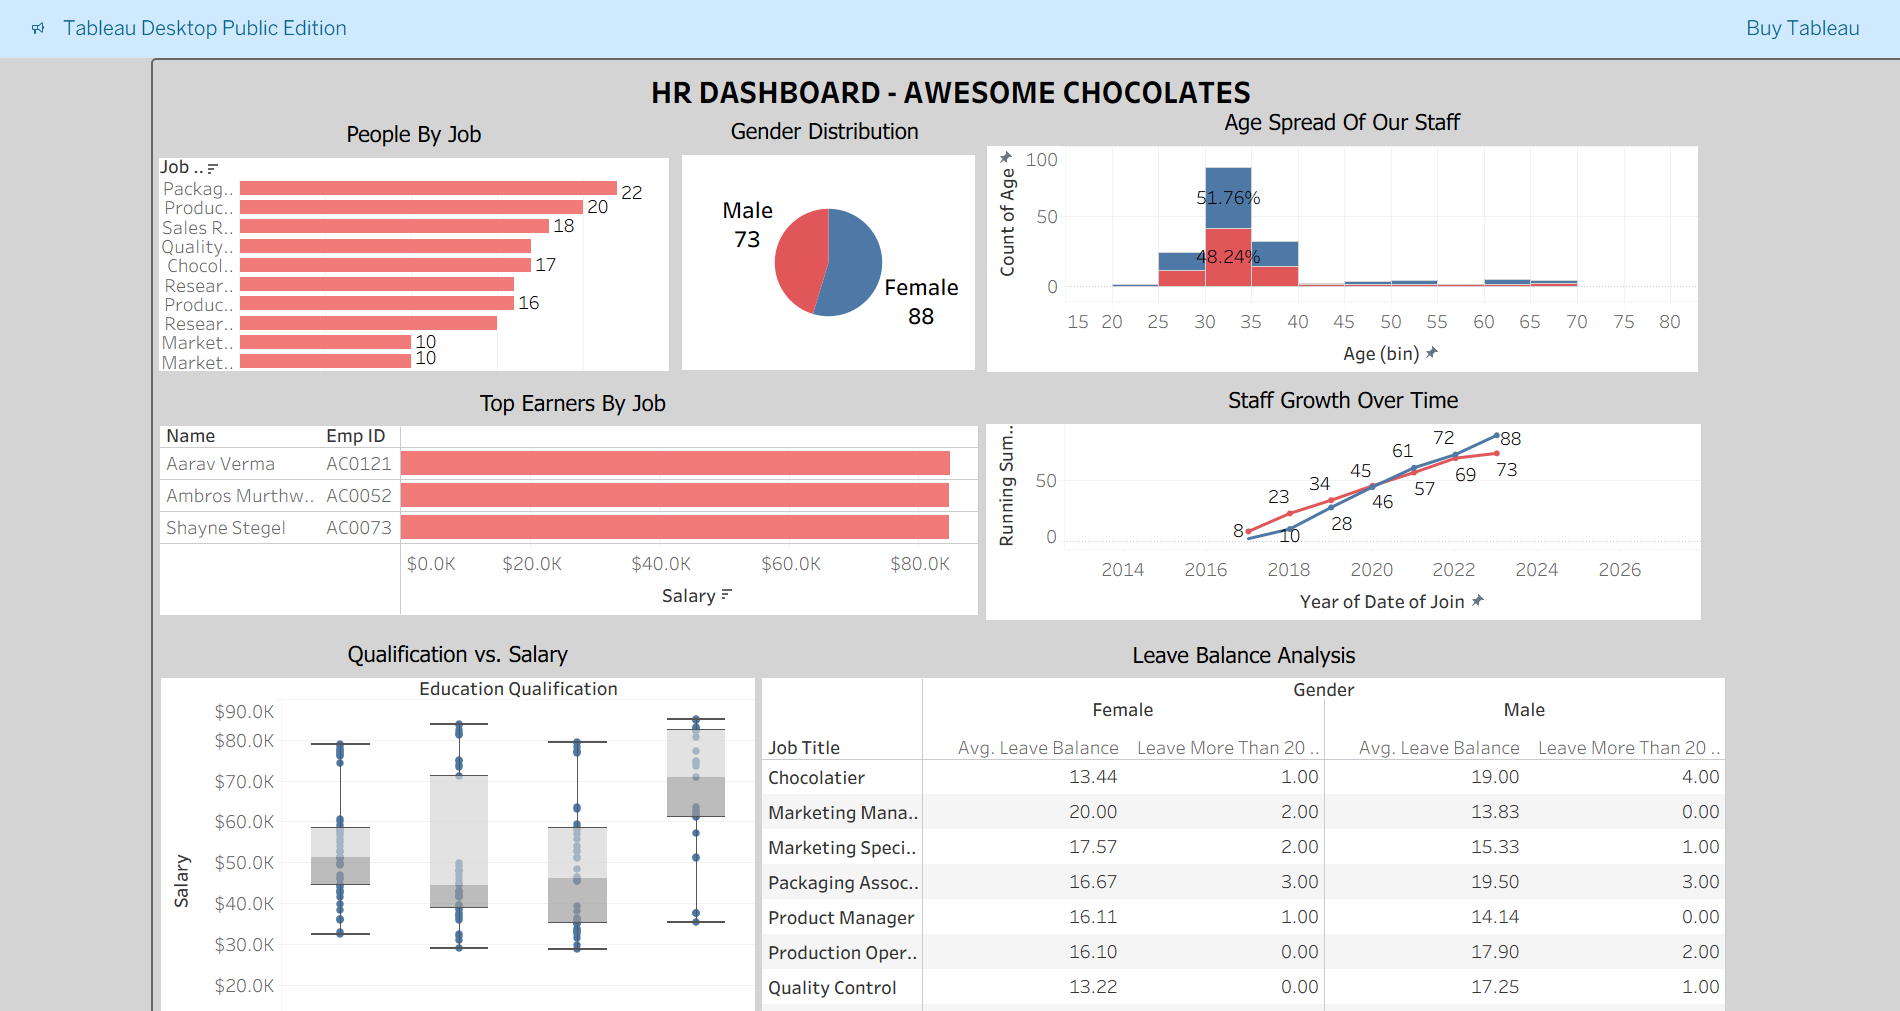 Tableau Desktop Public Edition
Buy Tableau
HR DASHBOARD - AWESOME CHOCOLATES
People By Job
Job ..
Packag.. 22
Produc.. 20
Sales R.. 18
Quality..
Chocol.. 17
Resear..
Produc.. 16
Resear..
Market.. 10
Market.. 10
Gender Distribution
Male
73
Female
88
Age Spread Of Our Staff
Count of Age
100
50
0
51.76%
48.24%
15 20 25 30 35 40 45 50 55 60 65 70 75 80
Age (bin)
Top Earners By Job
Name Emp ID
Aarav Verma AC0121
Ambros Murthw.. AC0052
Shayne Stegel AC0073
$0.0K $20.0K $40.0K $60.0K $80.0K
Salary
Staff Growth Over Time
Running Sum..
50
0
8 23 34 45 61 72 88
10 28 46 57 69 73
2014 2016 2018 2020 2022 2024 2026
Year of Date of Join
Qualification vs. Salary
Education Qualification
Salary
$90.0K
$80.0K
$70.0K
$60.0K
$50.0K
$40.0K
$30.0K
$20.0K
Leave Balance Analysis
Gender
Female Male
Job Title Avg. Leave Balance Leave More Than 20 .. Avg. Leave Balance Leave More Than 20 ..
Chocolatier 13.44 1.00 19.00 4.00
Marketing Mana.. 20.00 2.00 13.83 0.00
Marketing Speci.. 17.57 2.00 15.33 1.00
Packaging Assoc.. 16.67 3.00 19.50 3.00
Product Manager 16.11 1.00 14.14 0.00
Production Oper.. 16.10 0.00 17.90 2.00
Quality Control 13.22 0.00 17.25 1.00